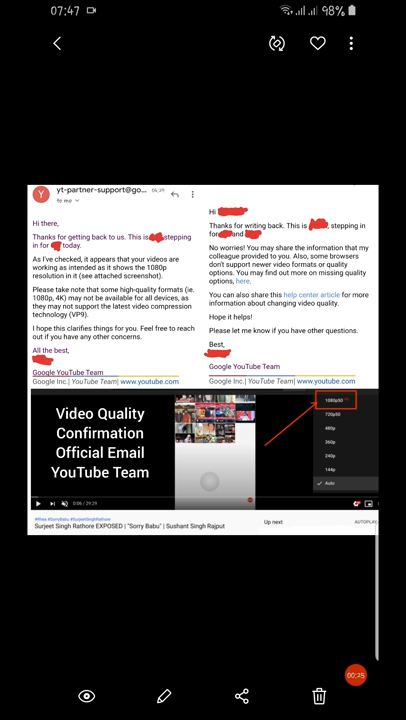 07:47
98%
Y
yt-partner-support@go...
04:25
to me
Hi there,
Thanks for getting back to us. This is stepping
in for today.
As I've checked, it appears that your videos are
working as intended as it shows the 1080p
resolution in it (see attached screenshot).
Please take note that some high-quality formats (ie.
1080p, 4K) may not be available for all devices, as
they may not support the latest video compression
technology (VP9).
I hope this clarifies things for you. Feel free to reach
out if you have any other concerns.
All the best,
Google YouTube Team
Google Inc.| YouTube Team| www.youtube.com
Hi
Thanks for writing back. This is , stepping in
for and
No worries! You may share the information that my
colleague provided to you. Also, some browsers
don't support newer video formats or quality
options. You may find out more on missing quality
options, here.
You can also share this help center article for more
information about changing video quality.
Hope it helps!
Please let me know if you have other questions.
Best,
Google YouTube Team
Google Inc.| YouTube Team | www.youtube.com
Video Quality
Confirmation
Official Email
YouTube Team
1080p50
720p50
480p
360p
240p
144p
Auto
0:06 / 29:29
#Rhea #SorryBabu #SurjeetSinghRathore
Surjeet Singh Rathore EXPOSED | "Sorry Babu" | Sushant Singh Rajput
Up next
AUTOPLAY
00:25